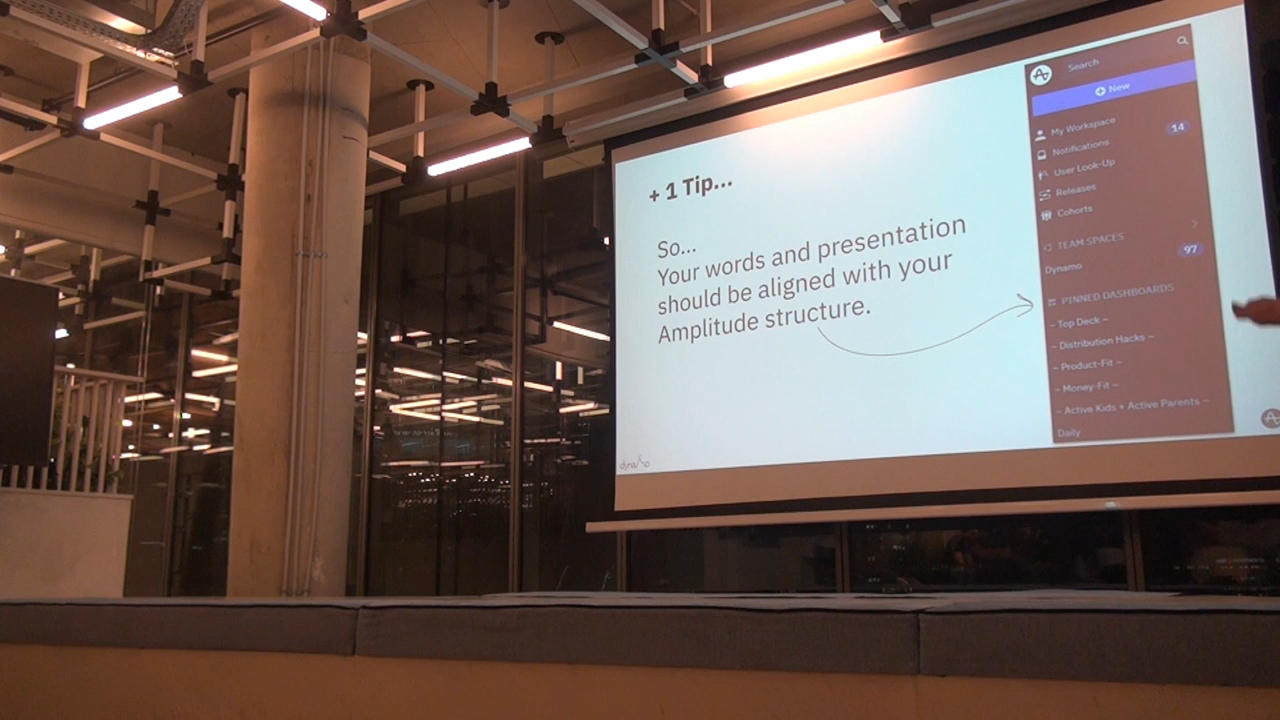 + 1 Tip...
So...
Your words and presentation
should be aligned with your
Amplitude structure.
dynamo
Search
New
My Workspace
Notifications 14
User Look-Up
Releases
Cohorts
TEAM SPACES
Dynamo 97
PINNED DASHBOARDS
– Top Deck –
– Distribution Hacks –
– Product-Fit –
– Money-Fit –
– Active Kids + Active Parents –
Daily